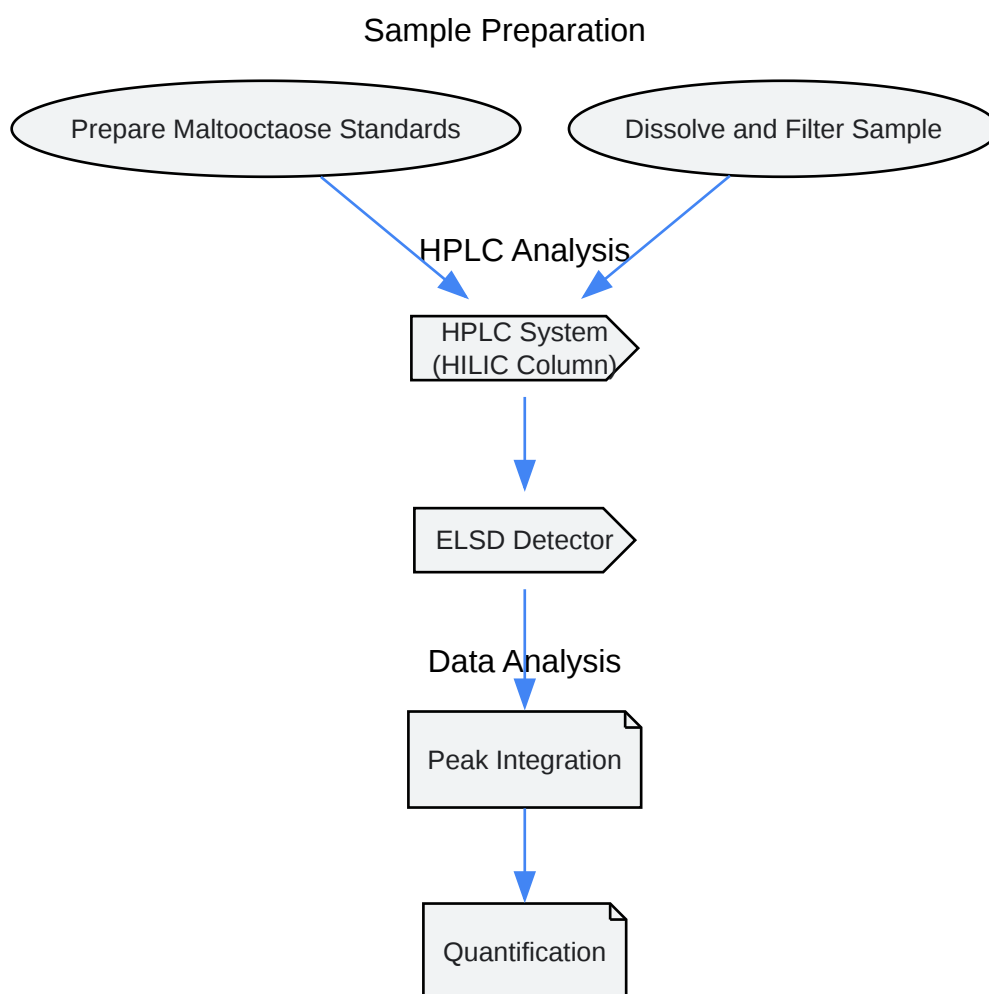 Sample Preparation
Prepare Maltooctaose Standards
Dissolve and Filter Sample
HPLC Analysis
HPLC System
(HILIC Column)
ELSD Detector
Data Analysis
Peak Integration
Quantification